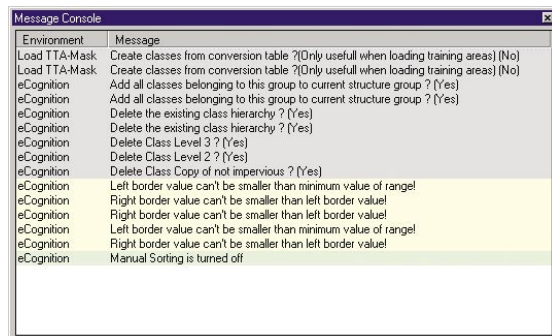 Message Console
Environment Message
Load TTA-Mask Create classes from conversion table ?(Only usefull when loading training areas) (No)
Load TTA-Mask Create classes from conversion table ?(Only usefull when loading training areas) (No)
eCognition Add all classes belonging to this group to current structure group ? (Yes)
eCognition Add all classes belonging to this group to current structure group ? (Yes)
eCognition Delete the existing class hierarchy ? (Yes)
eCognition Delete the existing class hierarchy ? (Yes)
eCognition Delete Class Level 3 ? (Yes)
eCognition Delete Class Level 2 ? (Yes)
eCognition Delete Class Copy of not impervious ? (Yes)
eCognition Left border value can't be smaller than minimum value of range!
eCognition Right border value can't be smaller than left border value!
eCognition Right border value can't be smaller than left border value!
eCognition Left border value can't be smaller than minimum value of range!
eCognition Right border value can't be smaller than left border value!
eCognition Manual Sorting is turned off